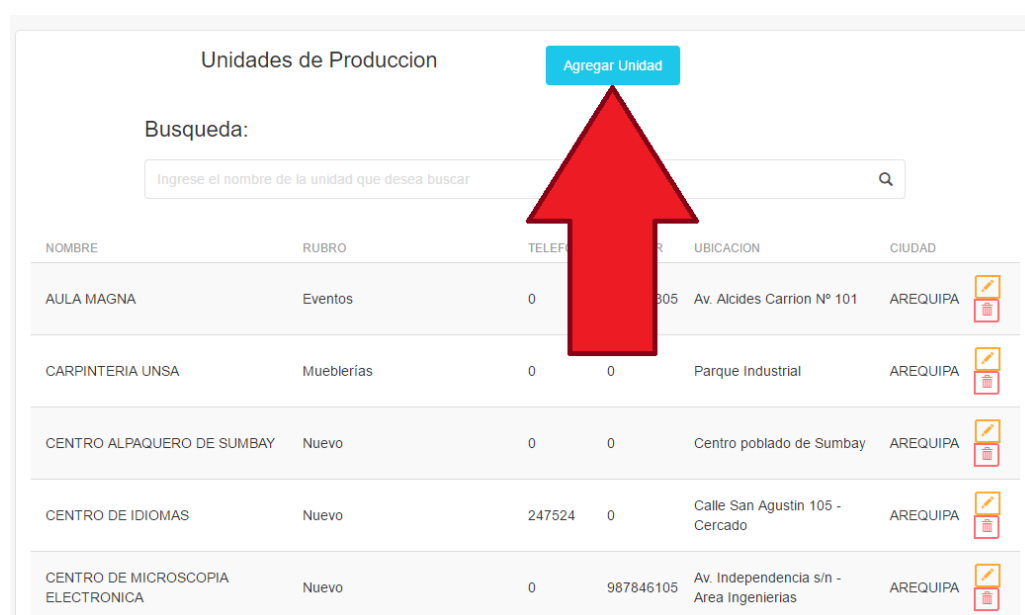 Unidades de Produccion
Agregar Unidad
Busqueda:
Ingrese el nombre de la unidad que desea buscar
NOMBRE RUBRO UBICACION CIUDAD
AULA MAGNA Eventos 0 Av. Alcides Carrion Nº 101 AREQUIPA
CARPINTERIA UNSA Mueblerías 0 0 Parque Industrial AREQUIPA
CENTRO ALPAQUERO DE SUMBAY Nuevo 0 0 Centro poblado de Sumbay AREQUIPA
CENTRO DE IDIOMAS Nuevo 247524 0 Calle San Agustin 105 - AREQUIPA
Cercado
CENTRO DE MICROSCOPIA Nuevo 0 987846105 Av. Independencia s/n - AREQUIPA
ELECTRONICA Area Ingenierias